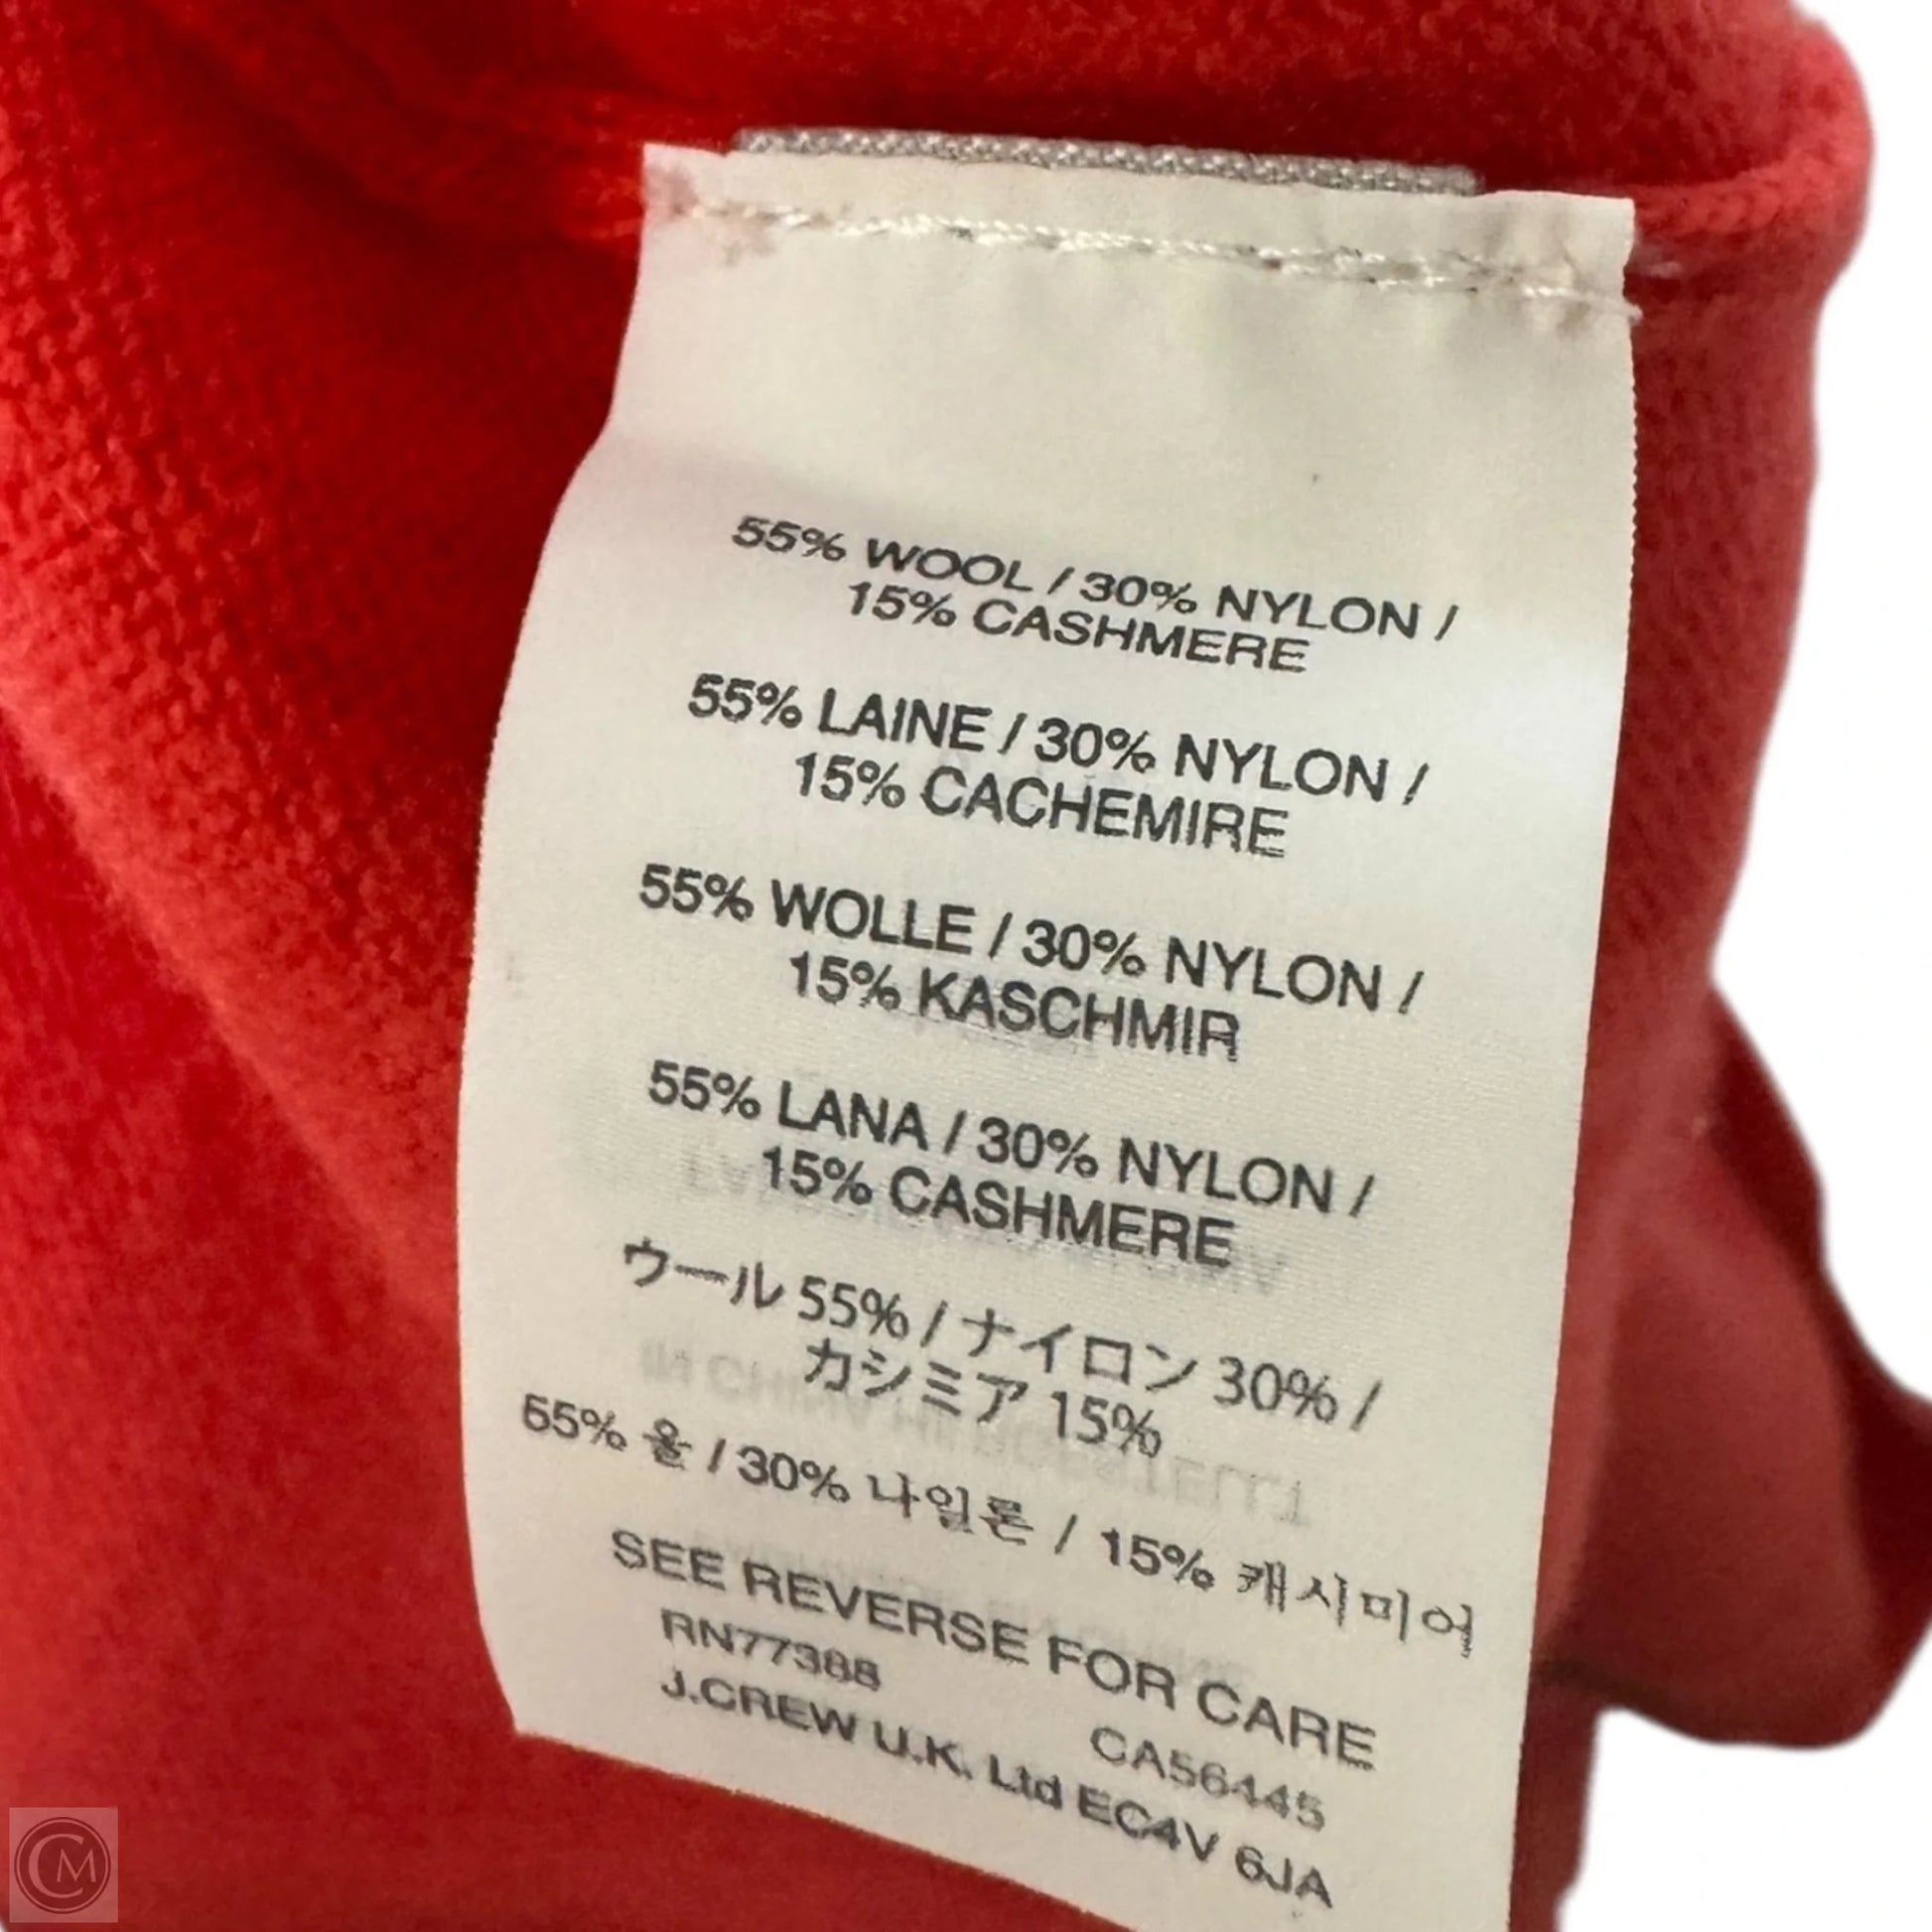 55% WOOL / 30% NYLON /
15% CASHMERE
55% LAINE / 30% NYLON /
15% CACHEMIRE
55% WOLLE / 30% NYLON /
15% KASCHMIR
55% LANA / 30% NYLON /
15% CASHMERE
ウール 55% / ナイロン 30% /
カシミア 15%
55% 울 / 30% 나일론 / 15% 캐시미어
SEE REVERSE FOR CARE
RN77388 CA56445
J.CREW U.K. Ltd EC4V 6JA
CM